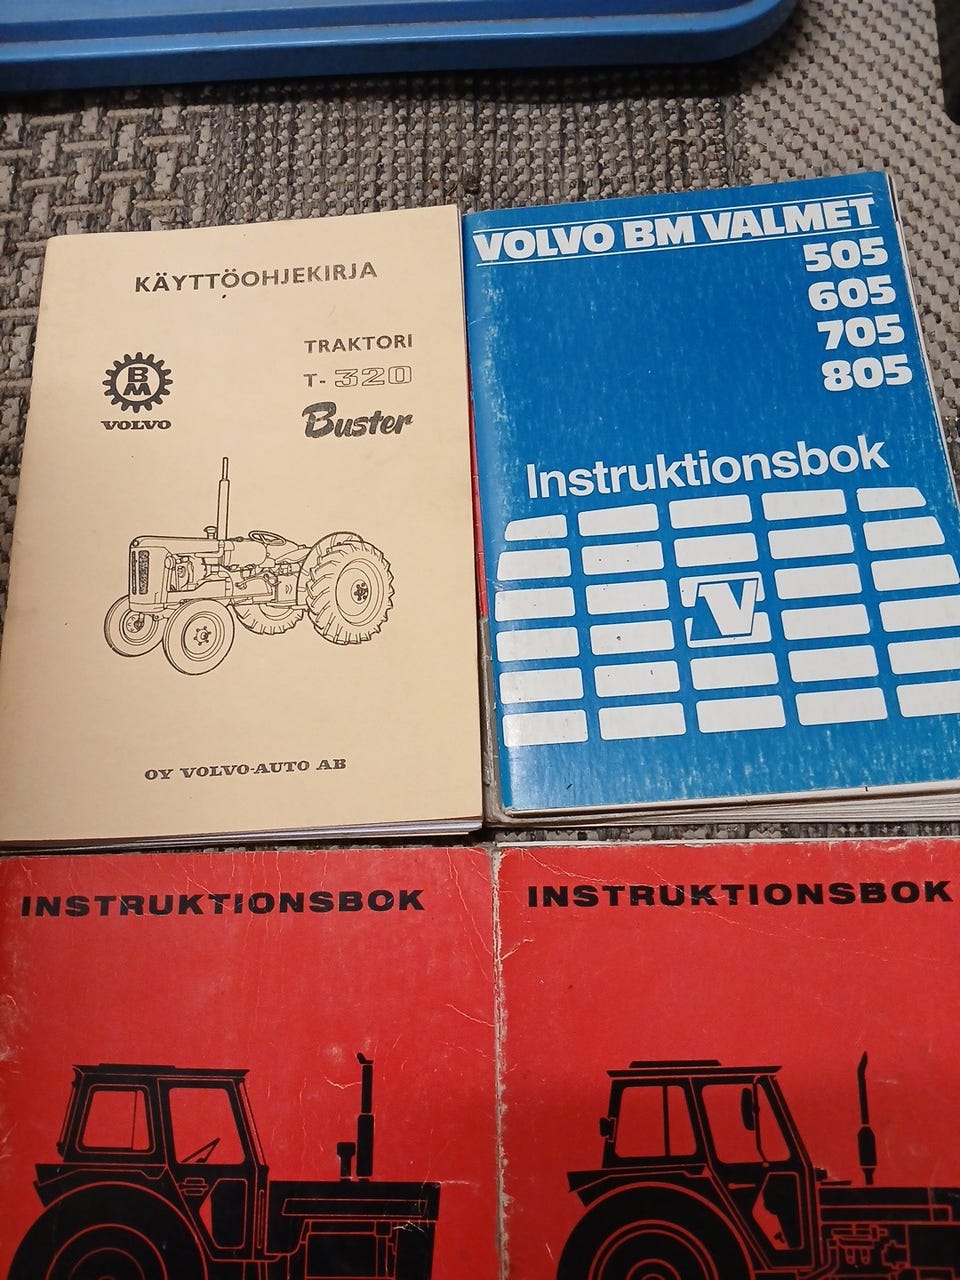 KÄYTTÖOHJEKIRJA
TRAKTORI
T-320
Buster
BM
VOLVO
OY VOLVO-AUTO AB
VOLVO BM VALMET
505
605
705
805
Instruktionsbok
V
INSTRUKTIONSBOK
INSTRUKTIONSBOK